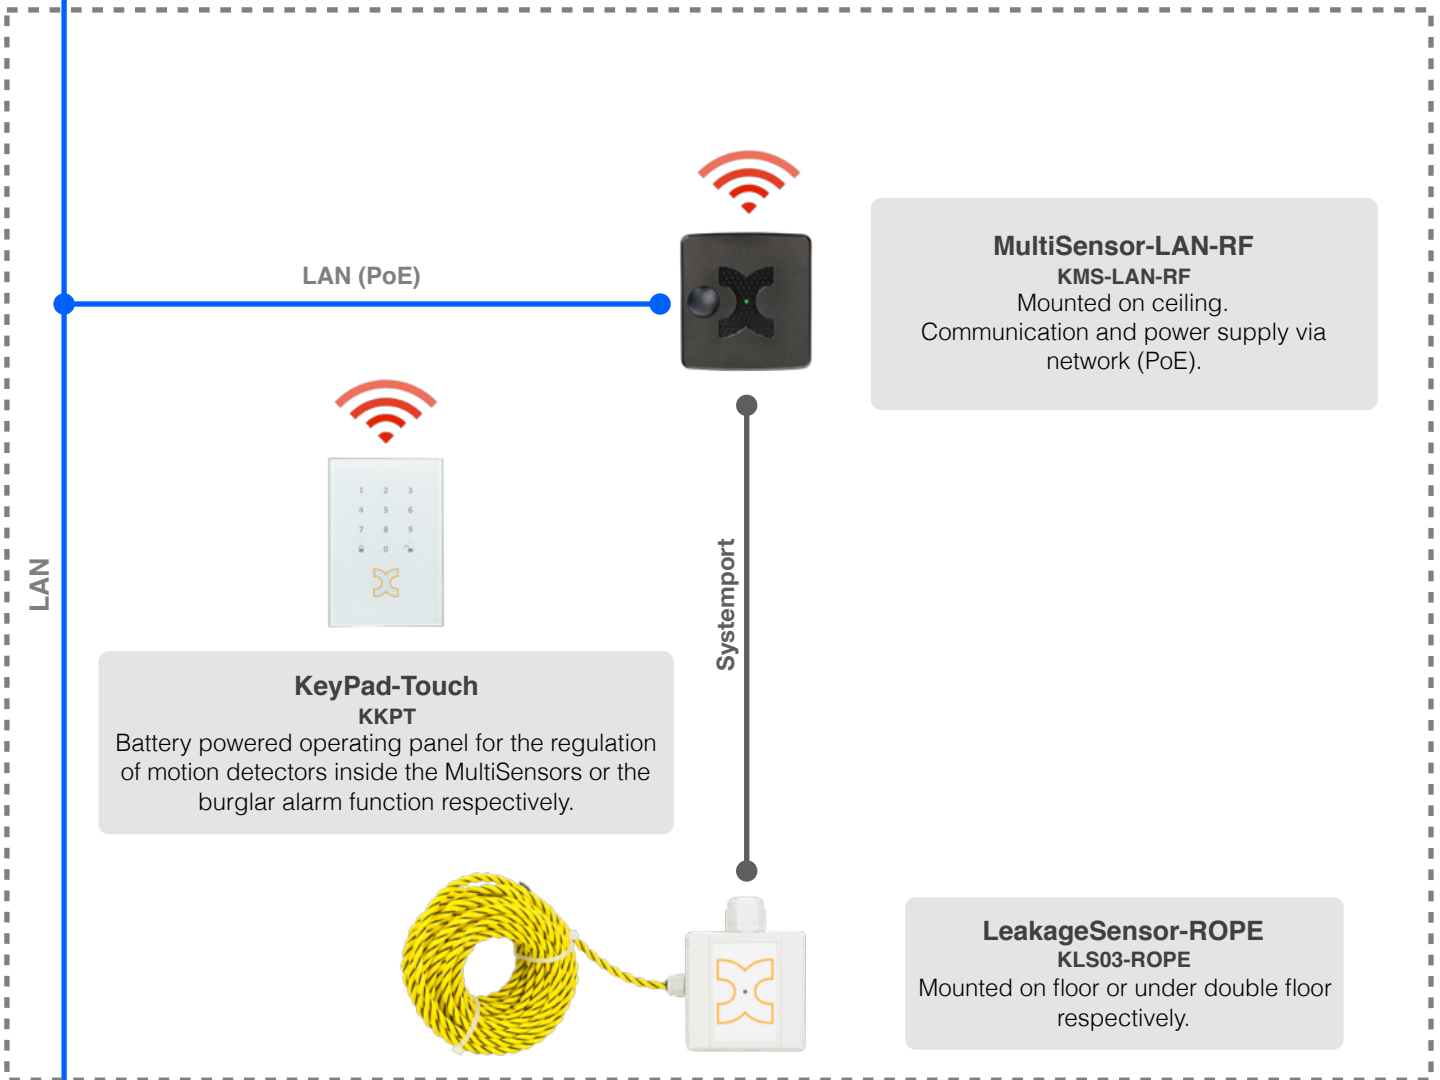 MultiSensor-LAN-RF
KMS-LAN-RF
Mounted on ceiling.
Communication and power supply via
network (PoE).
LAN (PoE)
1 2 3
4 5 6
7 8 9
0
LAN
Systemport
KeyPad-Touch
KKPT
Battery powered operating panel for the regulation
of motion detectors inside the MultiSensors or the
burglar alarm function respectively.
LeakageSensor-ROPE
KLS03-ROPE
Mounted on floor or under double floor
respectively.